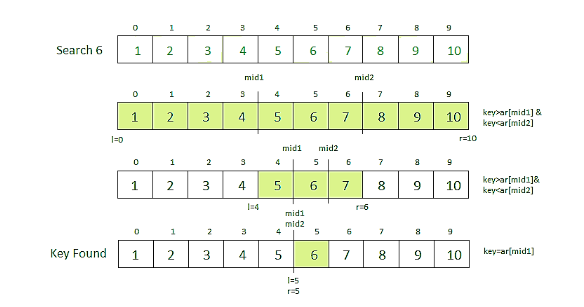 0 1 2 3 4 5 6 7 8 9
Search 6 1 2 3 4 5 6 7 8 9 10
mid1 mid2
0 1 2 3 4 5 6 7 8 9
1 2 3 4 5 6 7 8 9 10 key>ar[mid1] &
key<ar[mid2]
l=0 r=10
mid1 mid2
0 1 2 3 4 5 6 7 8 9
1 2 3 4 5 6 7 8 9 10 key>ar[mid1]&
key<ar[mid2]
l=4 r=6
mid1
mid2
0 1 2 3 4 5 6 7 8 9
Key Found 1 2 3 4 5 6 7 8 9 10 key=ar[mid1]
l=5
r=5